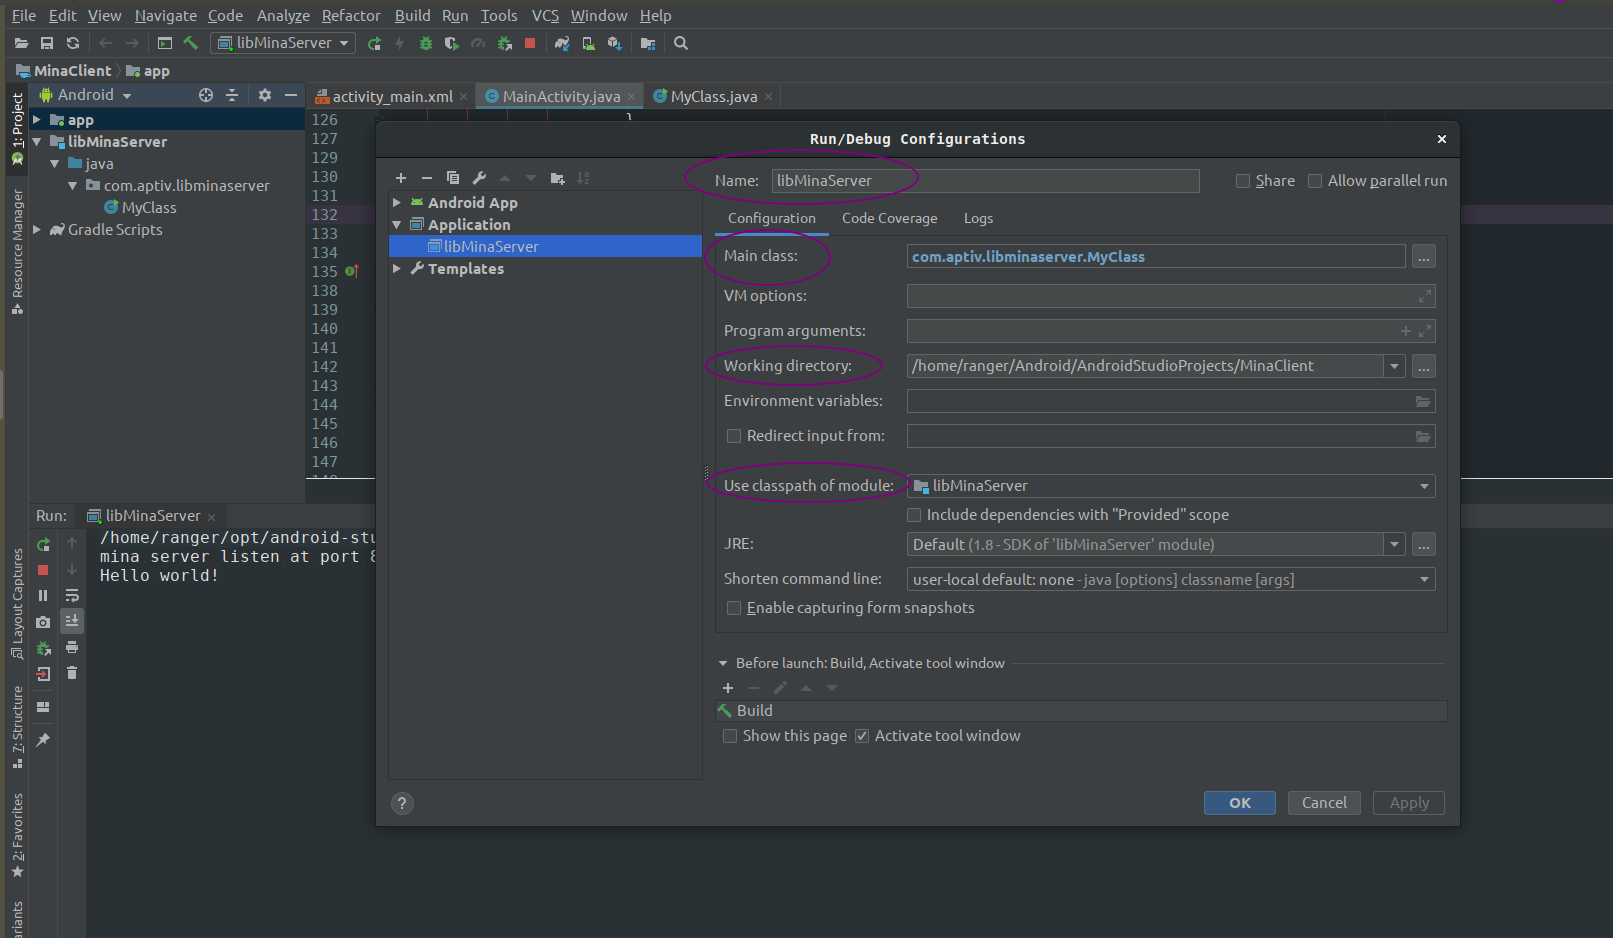 File Edit View Navigate Code Analyze Refactor Build Run Tools VCS Window Help
libMinaServer
MinaClient app
Android
activity_main.xml MainActivity.java MyClass.java
1: Project
Resource Manager
Layout Captures
7: Structure
2: Favorites
ariants
app
libMinaServer
java
com.aptiv.libminaserver
MyClass
Gradle Scripts
126
127
129
130
131
132
133
134
135
138
139
140
141
142
143
144
145
146
147
}
Run/Debug Configurations
Android App
Application
libMinaServer
Templates
Name: libMinaServer Share Allow parallel run
Configuration Code Coverage Logs
Main class: com.aptiv.libminaserver.MyClass ...
VM options:
Program arguments:
Working directory: /home/ranger/Android/AndroidStudioProjects/MinaClient ...
Environment variables:
Redirect input from:
Use classpath of module: libMinaServer
Include dependencies with "Provided" scope
JRE: Default (1.8 - SDK of 'libMinaServer' module) ...
Shorten command line: user-local default: none - java [options] classname [args]
Enable capturing form snapshots
Before launch: Build, Activate tool window
Build
Show this page Activate tool window
? OK Cancel Apply
Run: libMinaServer
/home/ranger/opt/android-stu
mina server listen at port 8
Hello world!